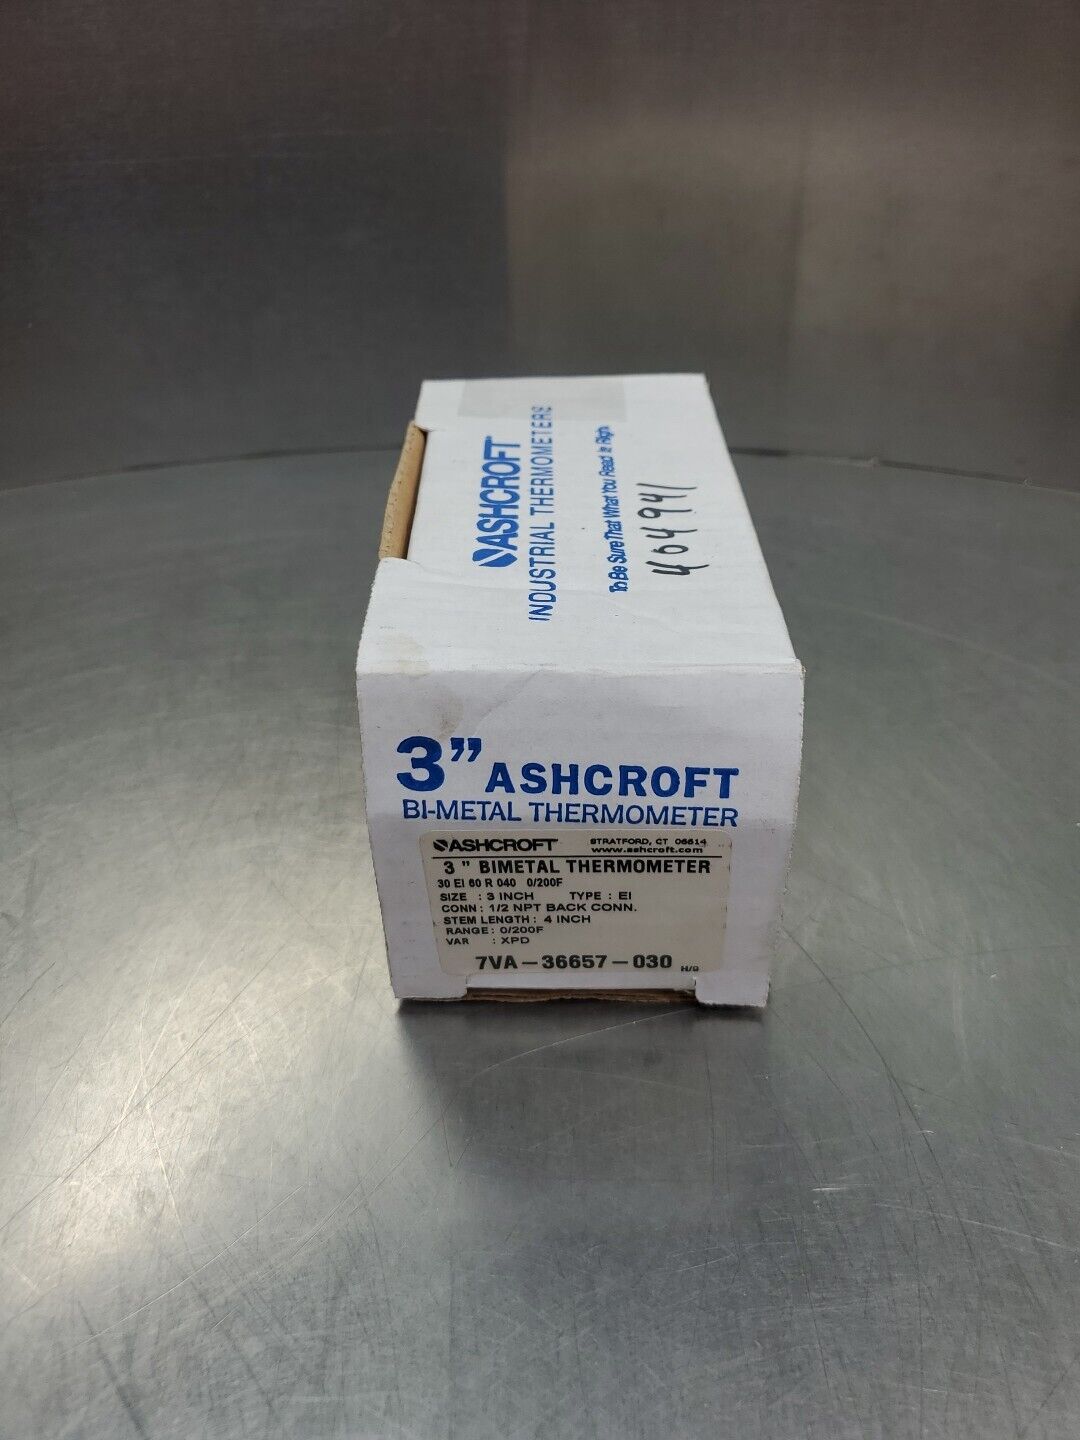 ASHCROFT
INDUSTRIAL THERMOMETERS
To Be Sure That What You Read is Right
404941
3” ASHCROFT
BI-METAL THERMOMETER
ASHCROFT STRATFORD, CT 06614
www.ashcroft.com
3 " BIMETAL THERMOMETER
30 EI 60 R 040 0/200F
SIZE : 3 INCH TYPE : EI
CONN : 1/2 NPT BACK CONN.
STEM LENGTH : 4 INCH
RANGE : 0/200F
VAR : XPD
7VA-36657-030 H/9